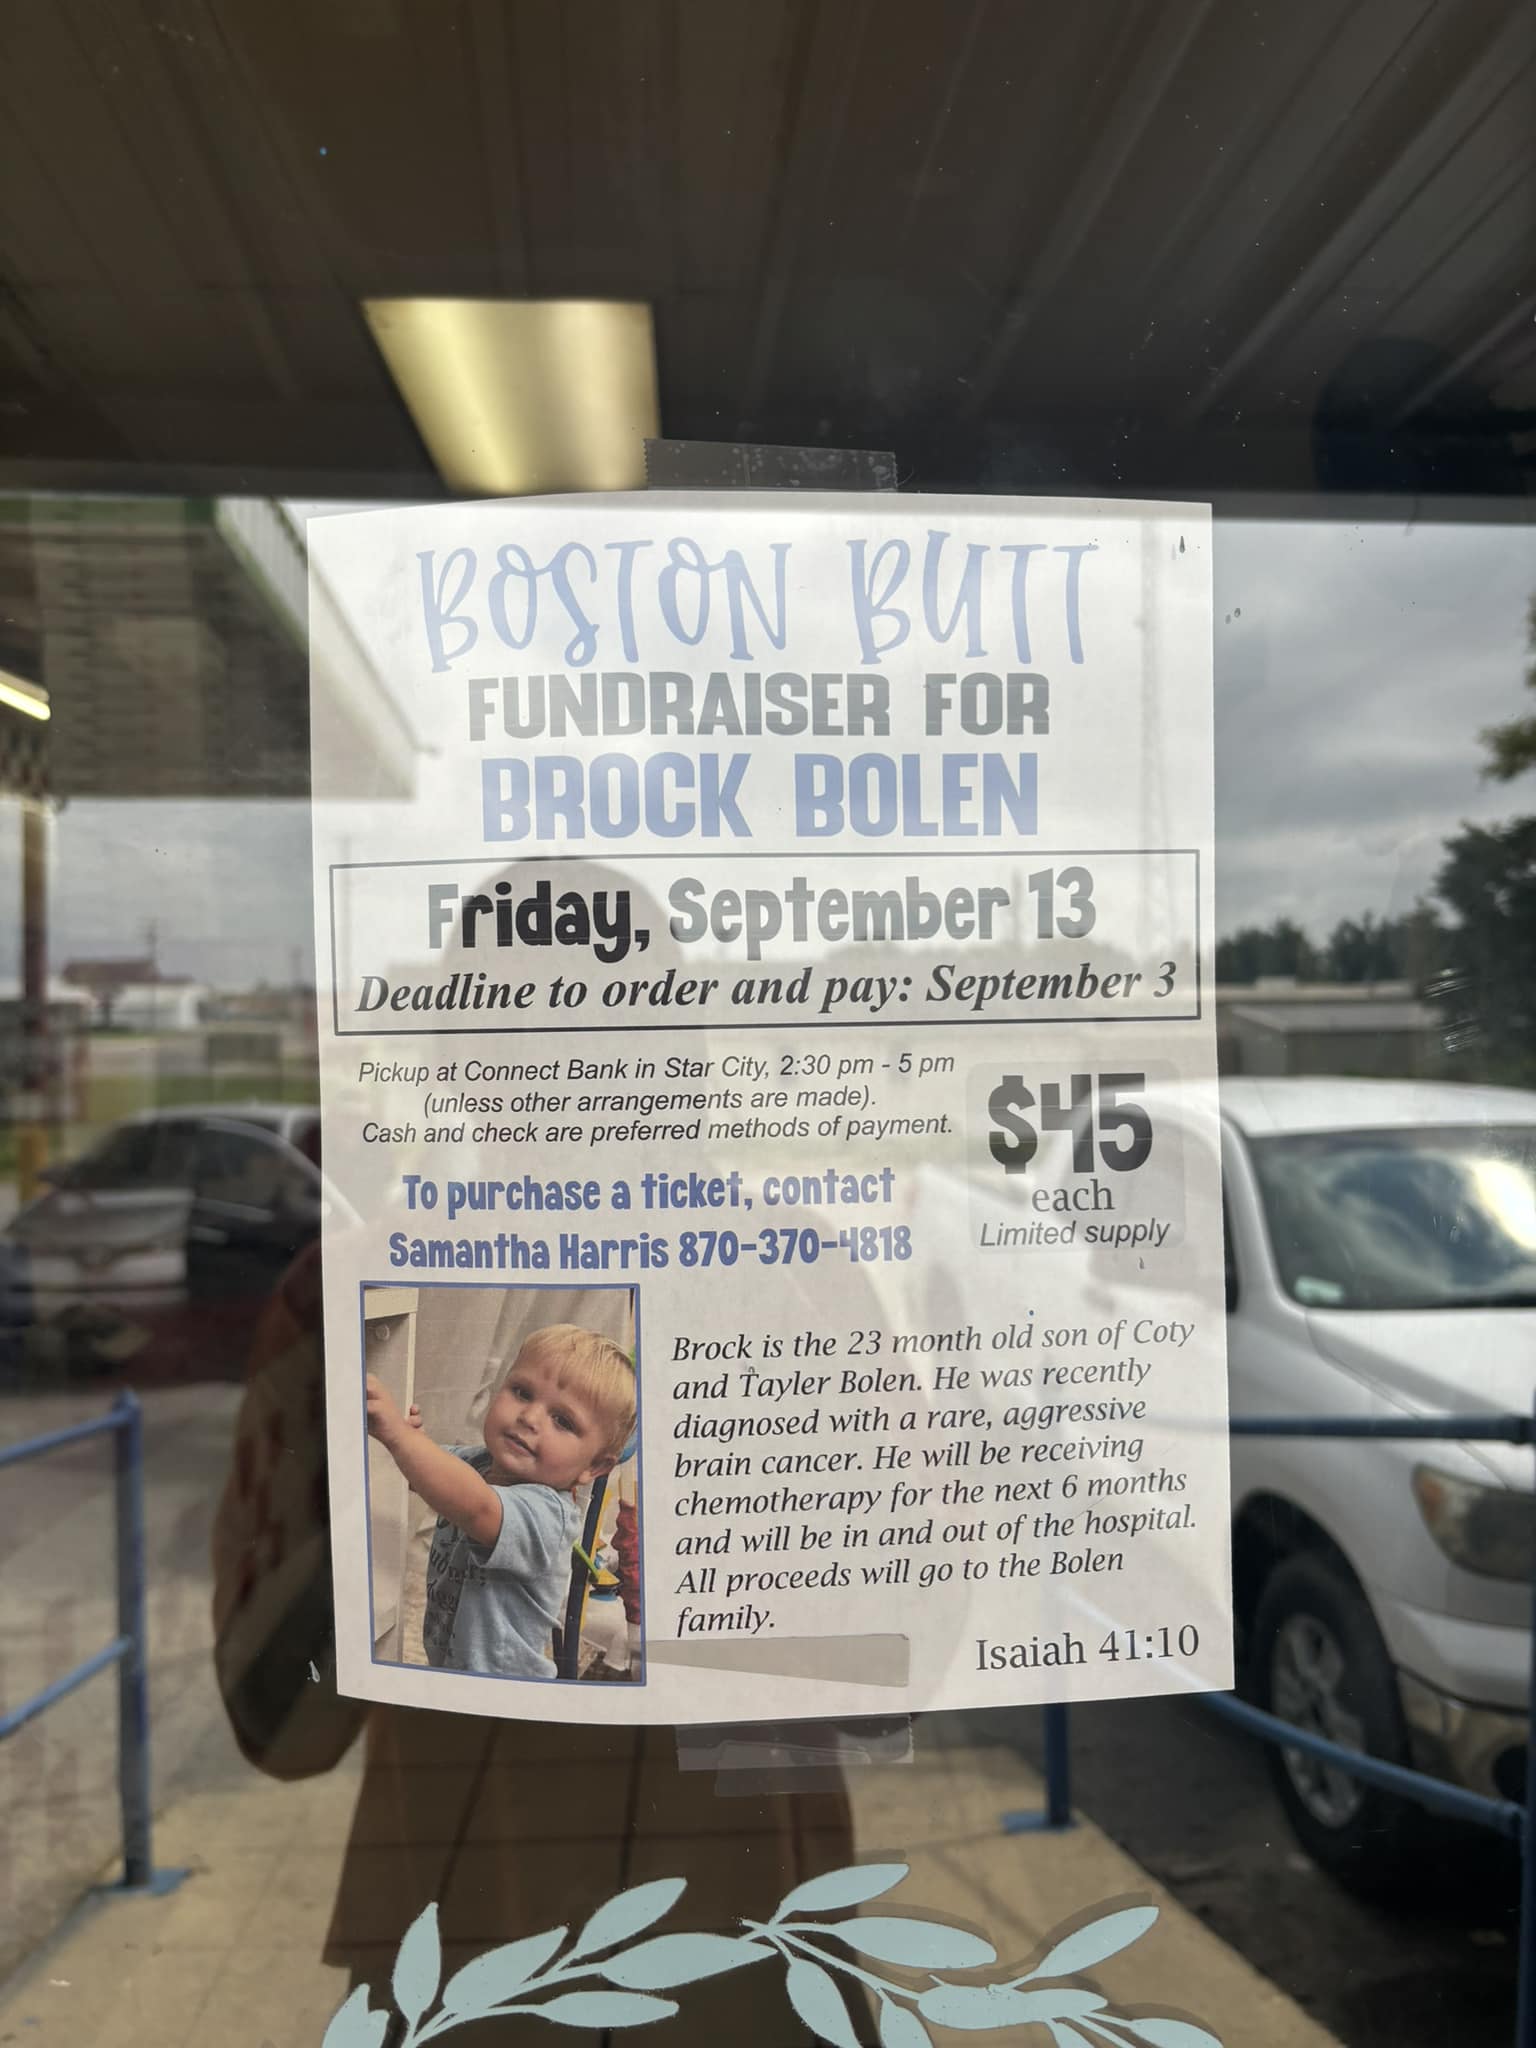 BOSTON BUTT
FUNDRAISER FOR
BROCK BOLEN
Friday, September 13
Deadline to order and pay: September 3
Pickup at Connect Bank in Star City, 2:30 pm - 5 pm
(unless other arrangements are made).
Cash and check are preferred methods of payment.
$45
each
Limited supply
To purchase a ticket, contact
Samantha Harris 870-370-4818
Brock is the 23 month old son of Coty
and Tayler Bolen. He was recently
diagnosed with a rare, aggressive
brain cancer. He will be receiving
chemotherapy for the next 6 months
and will be in and out of the hospital.
All proceeds will go to the Bolen
family.
Isaiah 41:10